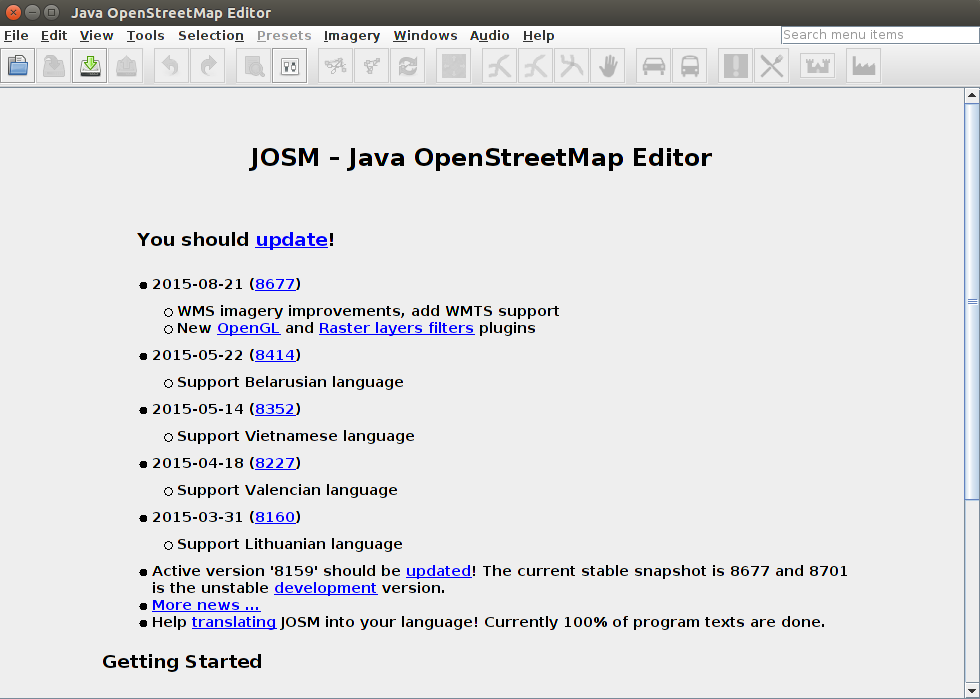 Java OpenStreetMap Editor
File Edit View Tools Selection Presets Imagery Windows Audio Help Search menu items
JOSM – Java OpenStreetMap Editor
You should update!
2015-08-21 (8677)
WMS imagery improvements, add WMTS support
New OpenGL and Raster layers filters plugins
2015-05-22 (8414)
Support Belarusian language
2015-05-14 (8352)
Support Vietnamese language
2015-04-18 (8227)
Support Valencian language
2015-03-31 (8160)
Support Lithuanian language
Active version '8159' should be updated! The current stable snapshot is 8677 and 8701
is the unstable development version.
More news ...
Help translating JOSM into your language! Currently 100% of program texts are done.
Getting Started